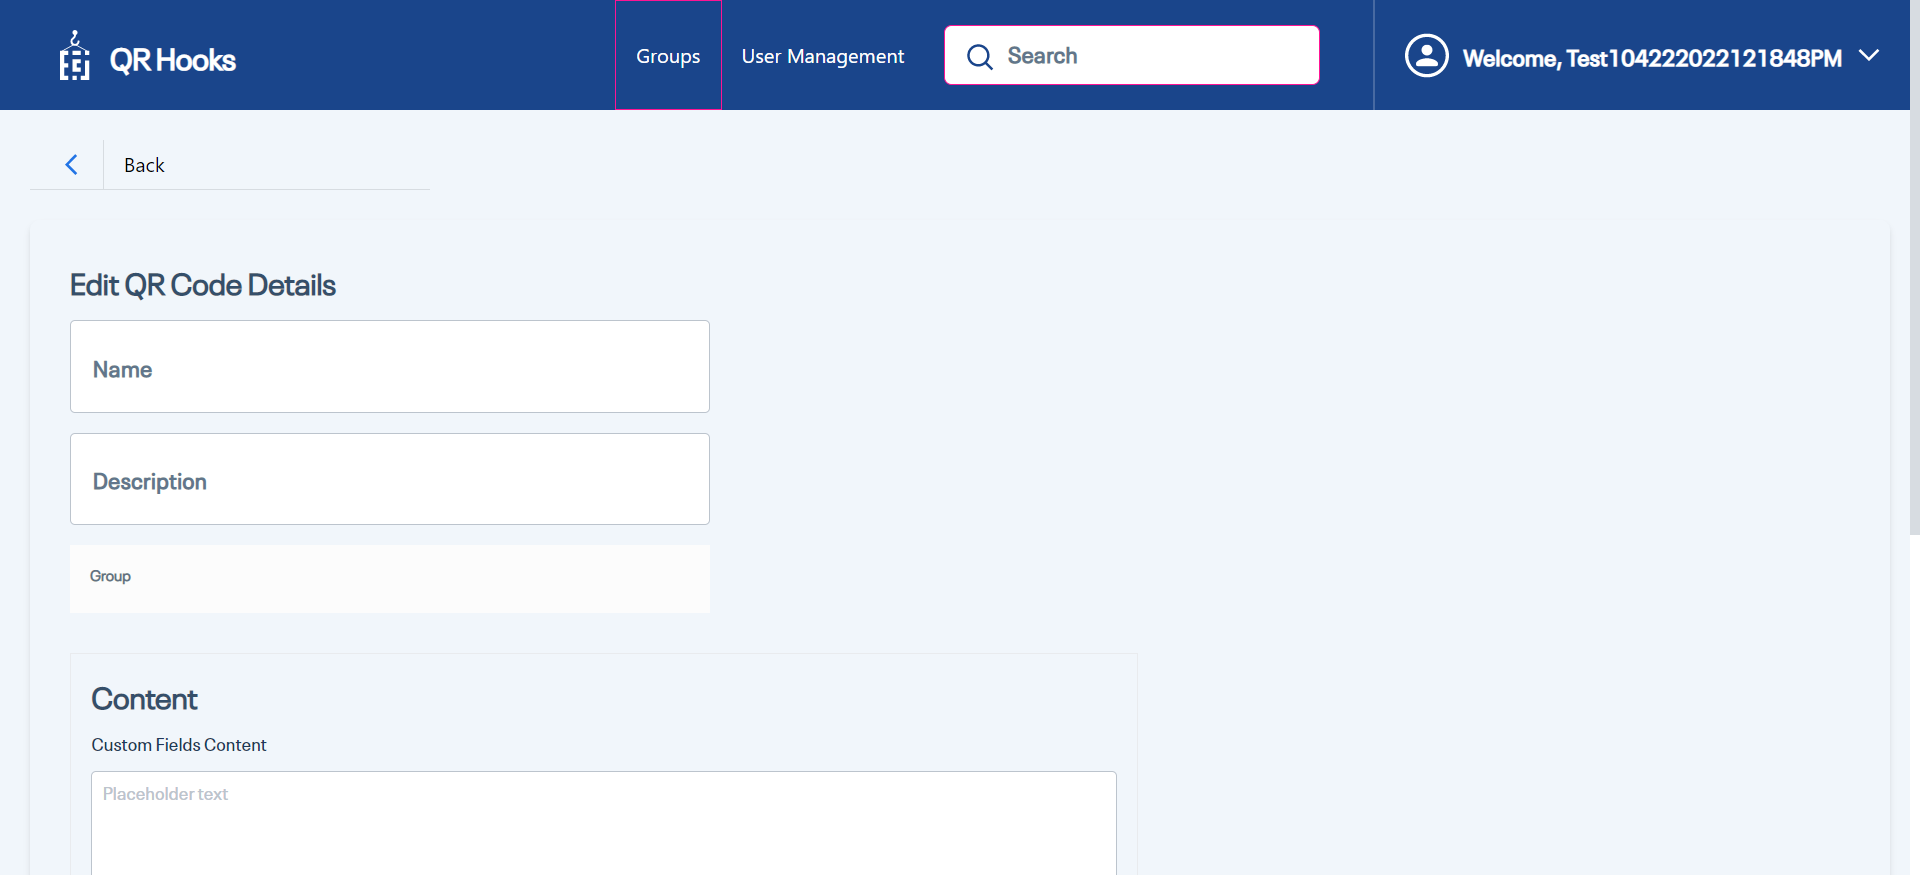 QR Hooks
Groups
User Management
Search
Welcome, Test104222022121848PM
Back
Edit QR Code Details
Name
Description
Group
Content
Custom Fields Content
Placeholder text